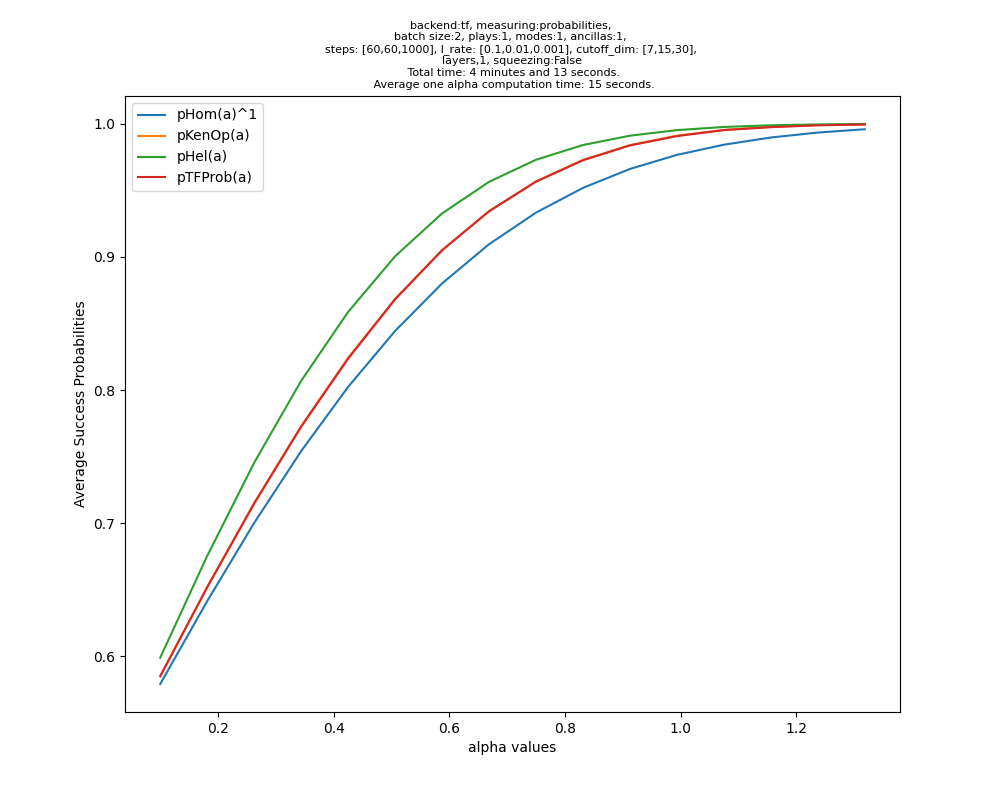 backend:tf, measuring:probabilities,
batch size:2, plays:1, modes:1, ancillas:1,
steps: [60,60,1000], l_rate: [0.1,0.01,0.001], cutoff_dim: [7,15,30],
layers,1, squeezing:False
Total time: 4 minutes and 13 seconds.
Average one alpha computation time: 15 seconds.
pHom(a)^1
pKenOp(a)
pHel(a)
pTFProb(a)
1.0
0.9
0.8
0.7
0.6
Average Success Probabilities
0.2
0.4
0.6
0.8
1.0
1.2
alpha values